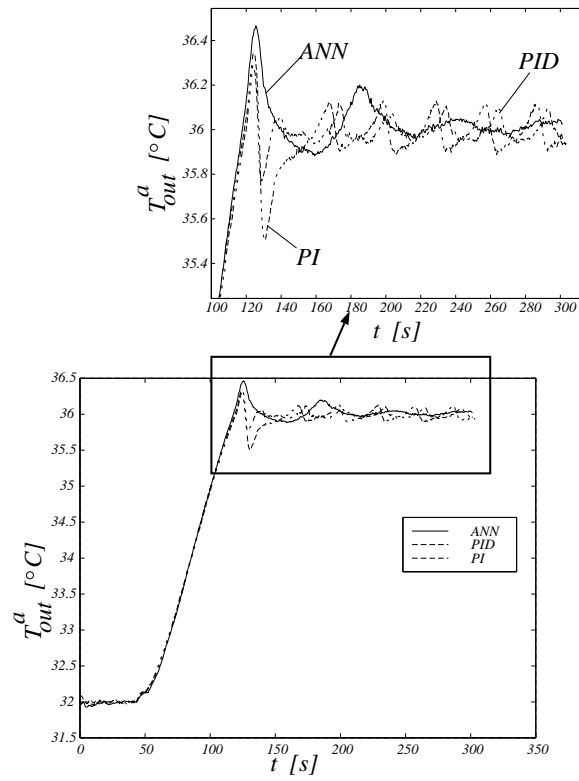 36.4
36.2
36
35.8
35.6
35.4
T^a_out [°C]
ANN
PID
PI
100 120 140 160 180 200 220 240 260 280 300
t [s]
36.5
36
35.5
35
34.5
34
33.5
33
32.5
32
31.5
T^a_out [°C]
ANN
PID
PI
0 50 100 150 200 250 300 350
t [s]